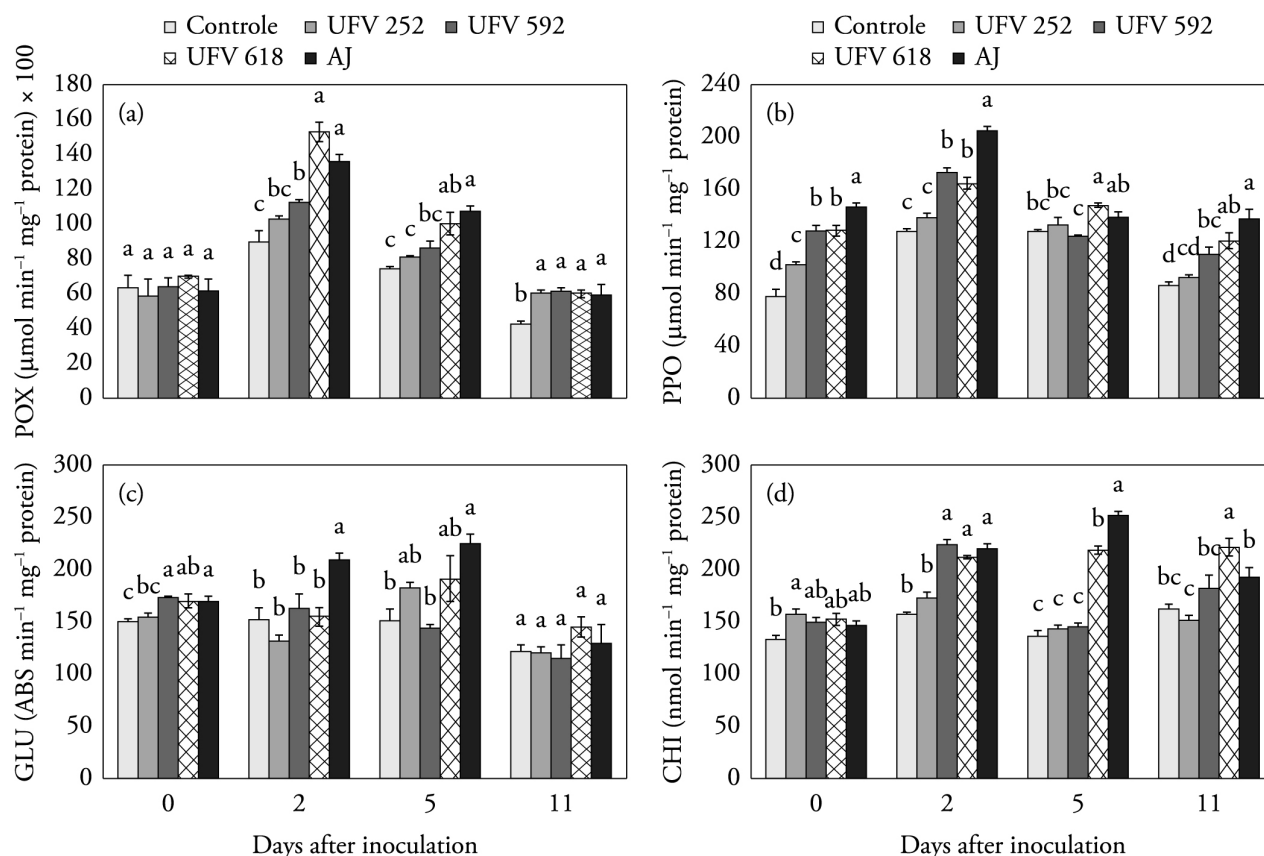 Controle UFV 252 UFV 592
UFV 618 AJ
POX (μmol min⁻¹ mg⁻¹ protein) × 100
180
160
140
120
100
80
60
40
20
0
(a)
a a a a a
c bc b a a
c c bc ab a
b a a a a
Controle UFV 252 UFV 592
UFV 618 AJ
PPO (μmol min⁻¹ mg⁻¹ protein)
240
200
160
120
80
40
0
(b)
d c b b a
c c b b a
bc bc c a ab
d cd bc ab a
GLU (ABS min⁻¹ mg⁻¹ protein)
300
250
200
150
100
50
0
(c)
c bc a ab a
b b b b a
b ab b ab a
a a a a a
0 2 5 11
Days after inoculation
CHI (nmol min⁻¹ mg⁻¹ protein)
300
250
200
150
100
50
0
(d)
b a ab ab ab
b b a a a
c c c b a
bc c bc a b
0 2 5 11
Days after inoculation